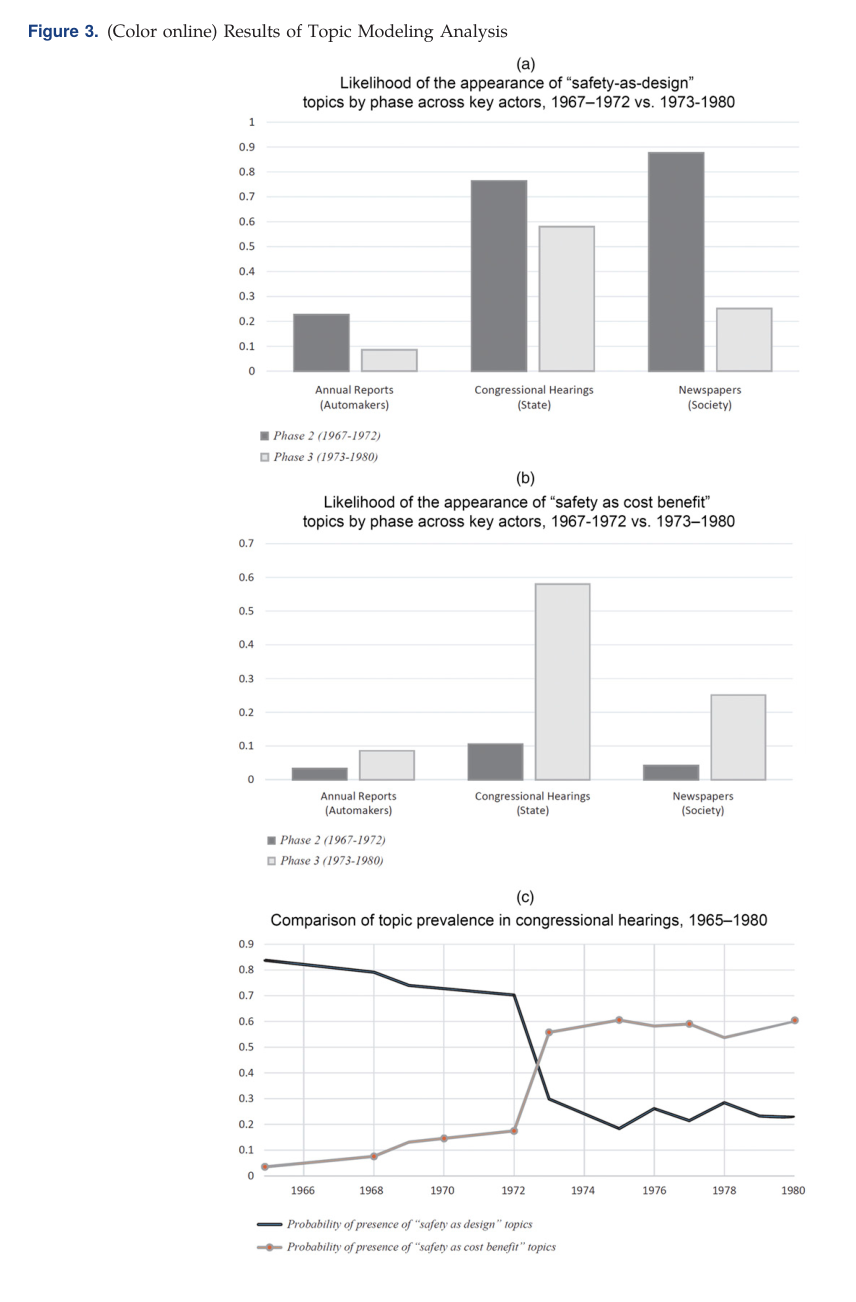 Figure 3. (Color online) Results of Topic Modeling Analysis
(a)
Likelihood of the appearance of “safety-as-design”
topics by phase across key actors, 1967–1972 vs. 1973-1980
1
0.9
0.8
0.7
0.6
0.5
0.4
0.3
0.2
0.1
0
Annual Reports
(Automakers)
Congressional Hearings
(State)
Newspapers
(Society)
Phase 2 (1967-1972)
Phase 3 (1973-1980)
(b)
Likelihood of the appearance of “safety as cost benefit”
topics by phase across key actors, 1967-1972 vs. 1973–1980
0.7
0.6
0.5
0.4
0.3
0.2
0.1
0
Annual Reports
(Automakers)
Congressional Hearings
(State)
Newspapers
(Society)
Phase 2 (1967-1972)
Phase 3 (1973-1980)
(c)
Comparison of topic prevalence in congressional hearings, 1965–1980
0.9
0.8
0.7
0.6
0.5
0.4
0.3
0.2
0.1
0
1966 1968 1970 1972 1974 1976 1978 1980
Probability of presence of “safety as design” topics
Probability of presence of “safety as cost benefit” topics